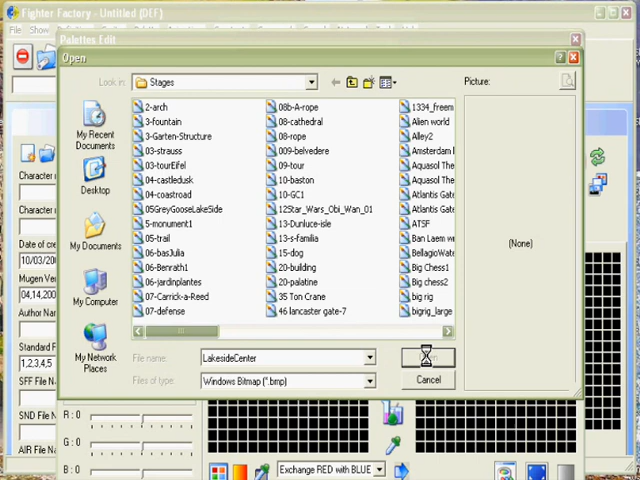 Fighter Factory - Untitled (DEF)
File Show
Palettes Edit
Open
Look in: Stages
Picture:
My Recent Documents
Desktop
My Documents
My Computer
My Network Places
2-arch
3-fountain
3-Garten-Structure
03-strauss
03-tourEifel
04-castledusk
04-coastroad
05GreyGooseLakeSide
5-monument1
05-trail
06-basJulia
06-Benrath1
06-jardinplantes
07-Carrick-a-Reed
07-defense
08b-A-rope
08-cathedral
08-rope
009-belvedere
09-tour
10-baston
10-GC1
12Star_Wars_Obi_Wan_01
13-Dunluce-isle
13-s-familia
15-dog
20-building
20-palatine
35 Ton Crane
46 lancaster gate-7
1334_freem
Alien world
Alley2
Amsterdam
Aquasol The
Aquasol The
Atlantis Gate
Atlantis Gate
ATSF
Ban Laem w
BellagioWate
Big Chess1
Big chess2
big rig
bigrig_large
(None)
File name: LakesideCenter
Files of type: Windows Bitmap (*.bmp)
Cancel
Character
Character
Date of cre
10/03/200
Mugen Ver
04,14,200
Author Nam
Standard P
1,2,3,4,5
SFF File N
SND File N
AIR File Na
R : 0
G : 0
B : 0
Exchange RED with BLUE